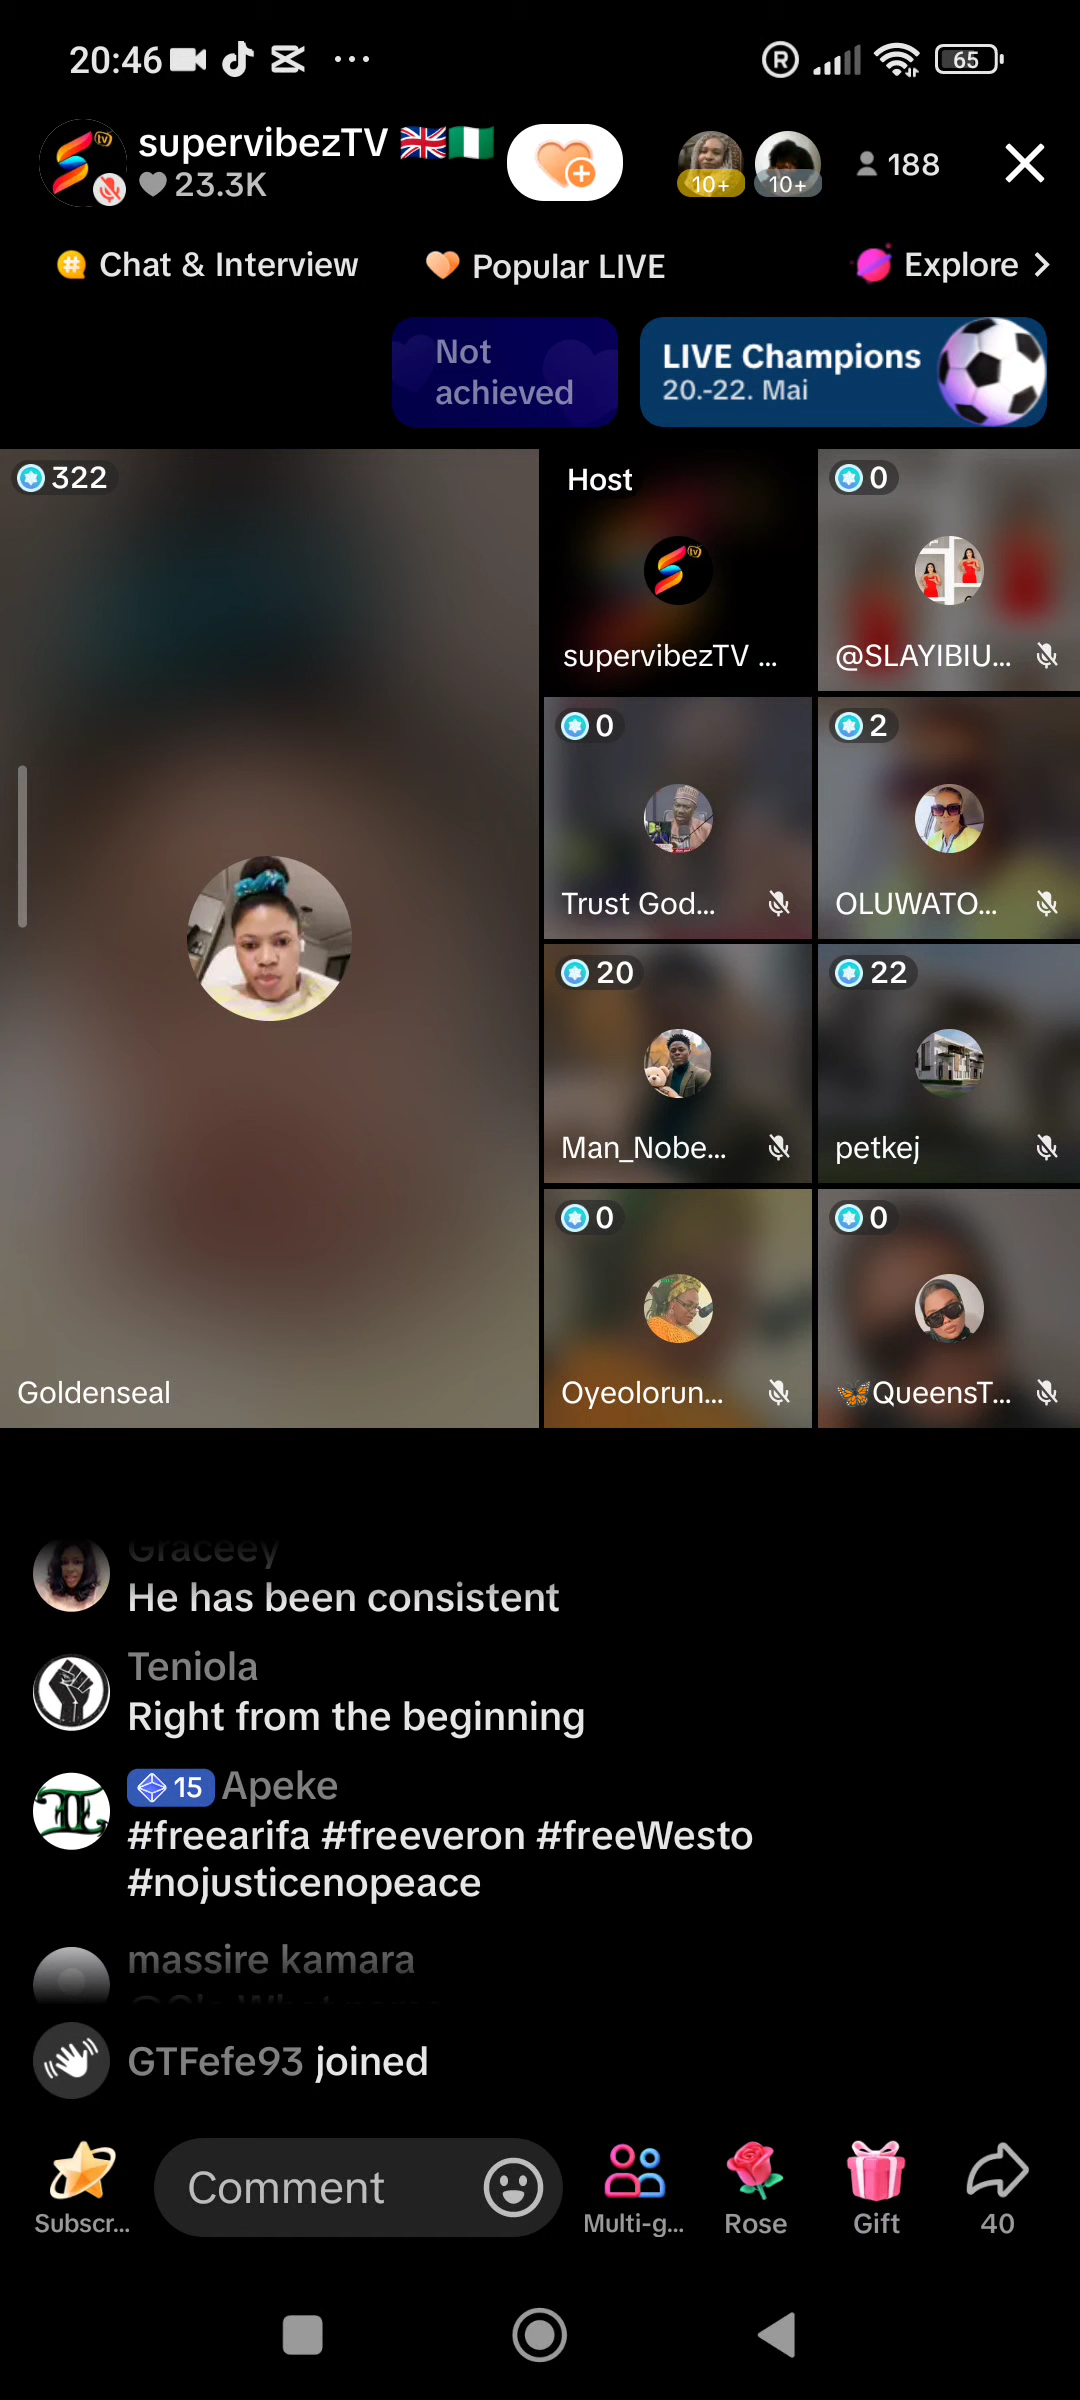 20:46
65
supervibezTV 🇬🇧🇳🇬
23.3K
10+
10+
188
Chat & Interview
Popular LIVE
Explore
Not
achieved
LIVE Champions
20.-22. Mai
322
Host
0
supervibezTV ...
@SLAYIBIU...
0
2
Trust God...
OLUWATO...
20
22
Man_Nobe...
petkej
0
0
Goldenseal
Oyeolorun...
🦋QueensT...
Graceey
He has been consistent
Teniola
Right from the beginning
15 Apeke
#freearifa #freeveron #freeWesto
#nojusticenopeace
massire kamara
GTFefe93 joined
Subscr...
Comment
Multi-g...
Rose
Gift
40